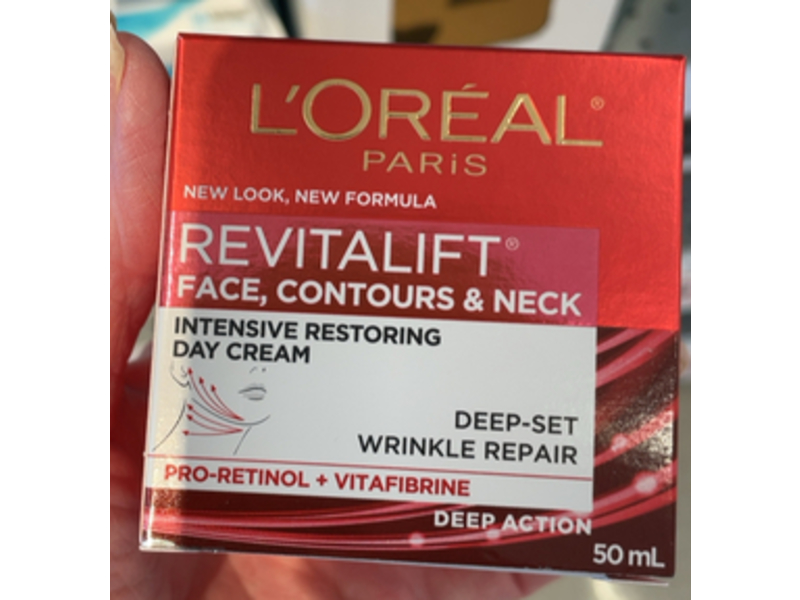 L'ORÉAL®
PARiS
NEW LOOK, NEW FORMULA
REVITALIFT®
FACE, CONTOURS & NECK
INTENSIVE RESTORING
DAY CREAM
DEEP-SET
WRINKLE REPAIR
PRO-RETINOL + VITAFIBRINE
DEEP ACTION
50 mL